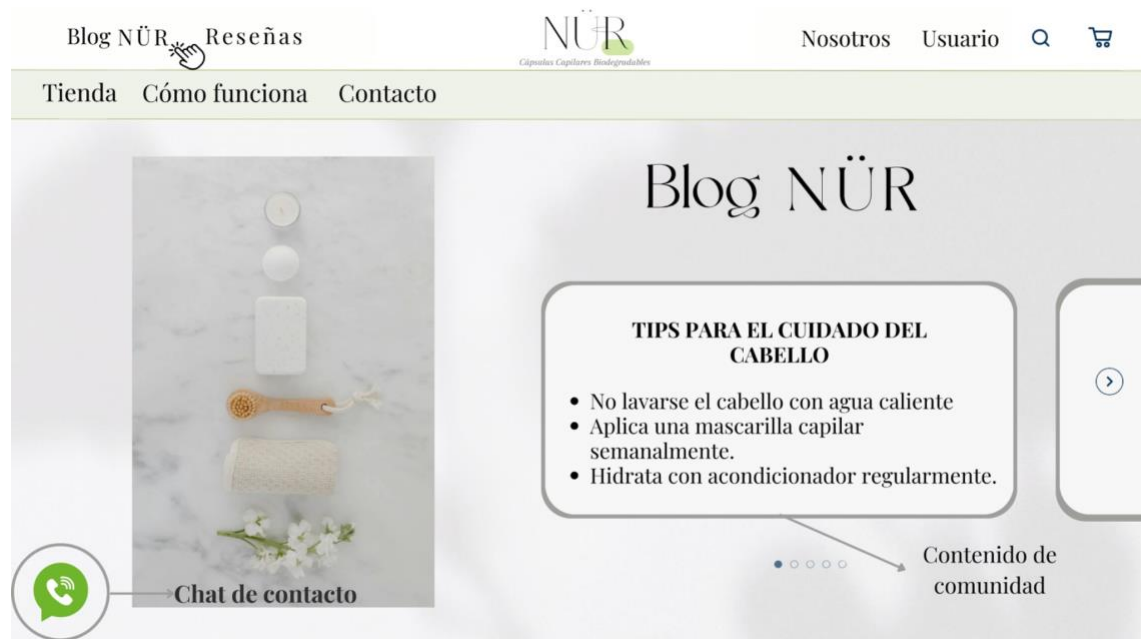 Blog NÜR Reseñas
NÜR
Cápsulas Capilares Biodegradables
Nosotros Usuario
Tienda Cómo funciona Contacto
Blog NÜR
TIPS PARA EL CUIDADO DEL
CABELLO
• No lavarse el cabello con agua caliente
• Aplica una mascarilla capilar
semanalmente.
• Hidrata con acondicionador regularmente.
Contenido de
comunidad
Chat de contacto